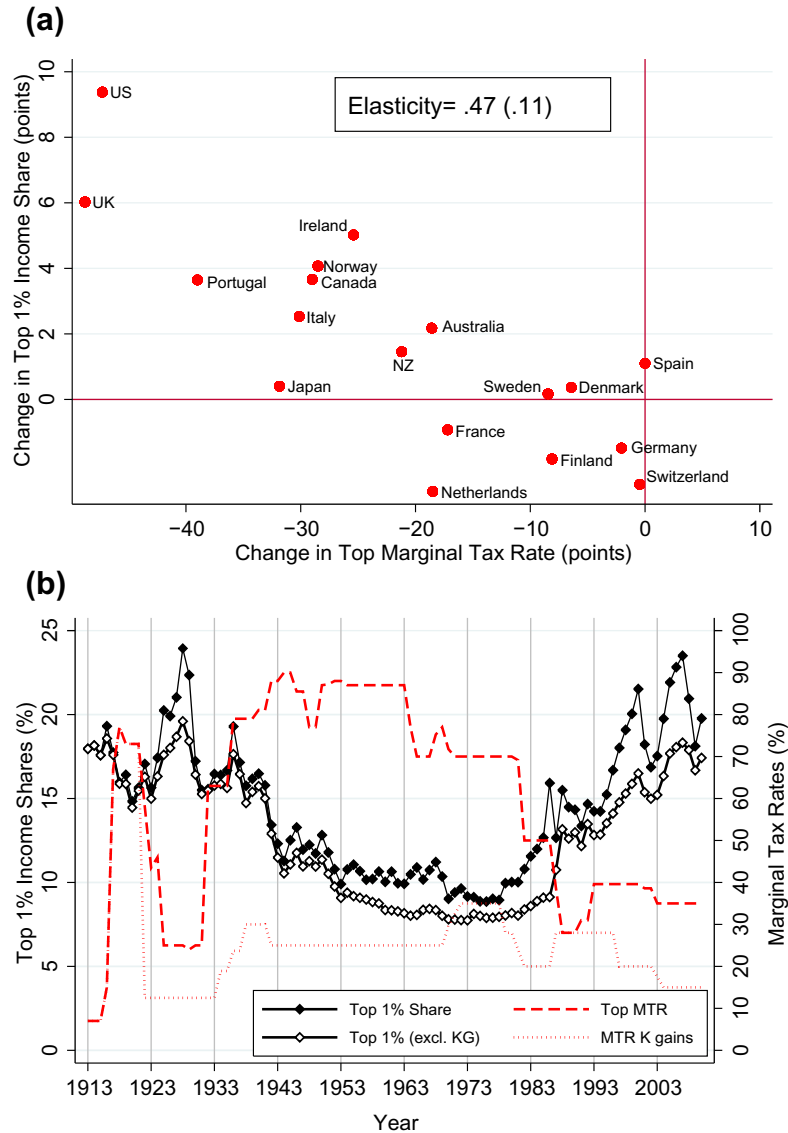 (a)
Change in Top 1% Income Share (points)
10
8
6
4
2
0
Elasticity= .47 (.11)
US
UK
Ireland
Norway
Portugal
Canada
Italy
Australia
NZ
Spain
Japan
Sweden
Denmark
France
Germany
Finland
Switzerland
Netherlands
−40
−30
−20
−10
0
10
Change in Top Marginal Tax Rate (points)
(b)
Top 1% Income Shares (%)
25
20
15
10
5
0
Marginal Tax Rates (%)
100
90
80
70
60
50
40
30
20
10
0
Top 1% Share
Top MTR
Top 1% (excl. KG)
MTR K gains
1913
1923
1933
1943
1953
1963
1973
1983
1993
2003
Year